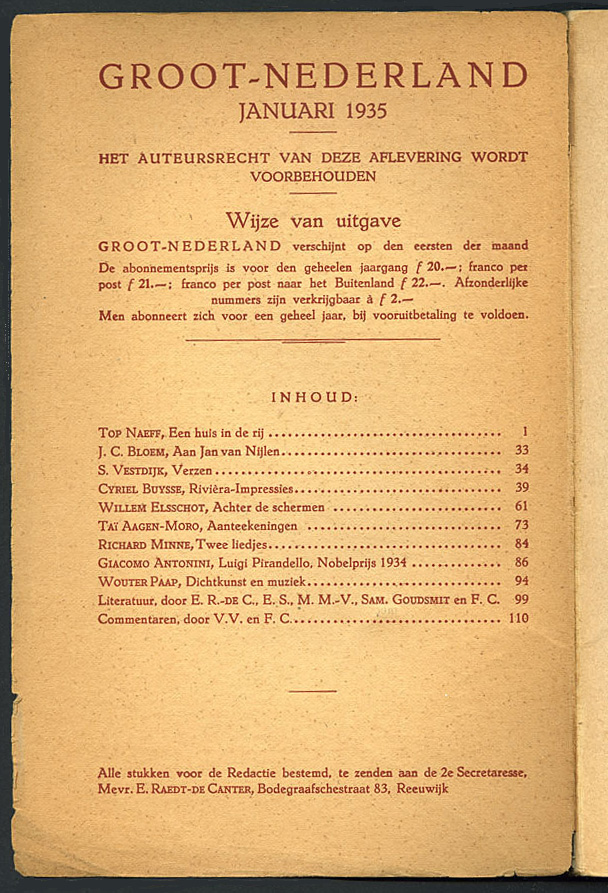 GROOT-NEDERLAND
JANUARI 1935
HET AUTEURSRECHT VAN DEZE AFLEVERING WORDT
VOORBEHOUDEN
Wijze van uitgave
GROOT-NEDERLAND verschijnt op den eersten der maand
De abonnementsprijs is voor den geheelen jaargang f 20.—; franco per
post f 21.—; franco per post naar het Buitenland f 22.—. Afzonderlijke
nummers zijn verkrijgbaar à f 2.—
Men abonneert zich voor een geheel jaar, bij vooruitbetaling te voldoen.
INHOUD:
TOP NAEFF, Een huis in de rij .................................. 1
J. C. BLOEM, Aan Jan van Nijlen.................................. 33
S. VESTDIJK, Verzen .................................. 34
CYRIEL BUYSSE, Rivièra-Impressies.................................. 39
WILLEM ELSSCHOT, Achter de schermen .................................. 61
TAÏ AAGEN-MORO, Aanteekeningen .................................. 73
RICHARD MINNE, Twee liedjes.................................. 84
GIACOMO ANTONINI, Luigi Pirandello, Nobelprijs 1934 ............. 86
WOUTER PAAP, Dichtkunst en muziek.................................. 94
Literatuur, door E. R.-DE C., E. S., M. M.-V., SAM. GOUDSMIT en F. C. 99
Commentaren, door V.V. en F. C.................................. 110
Alle stukken voor de Redactie bestemd, te zenden aan de 2e Secretaresse,
Mevr. E. RAEDT-DE CANTER, Bodegraafschestraat 83, Reeuwijk